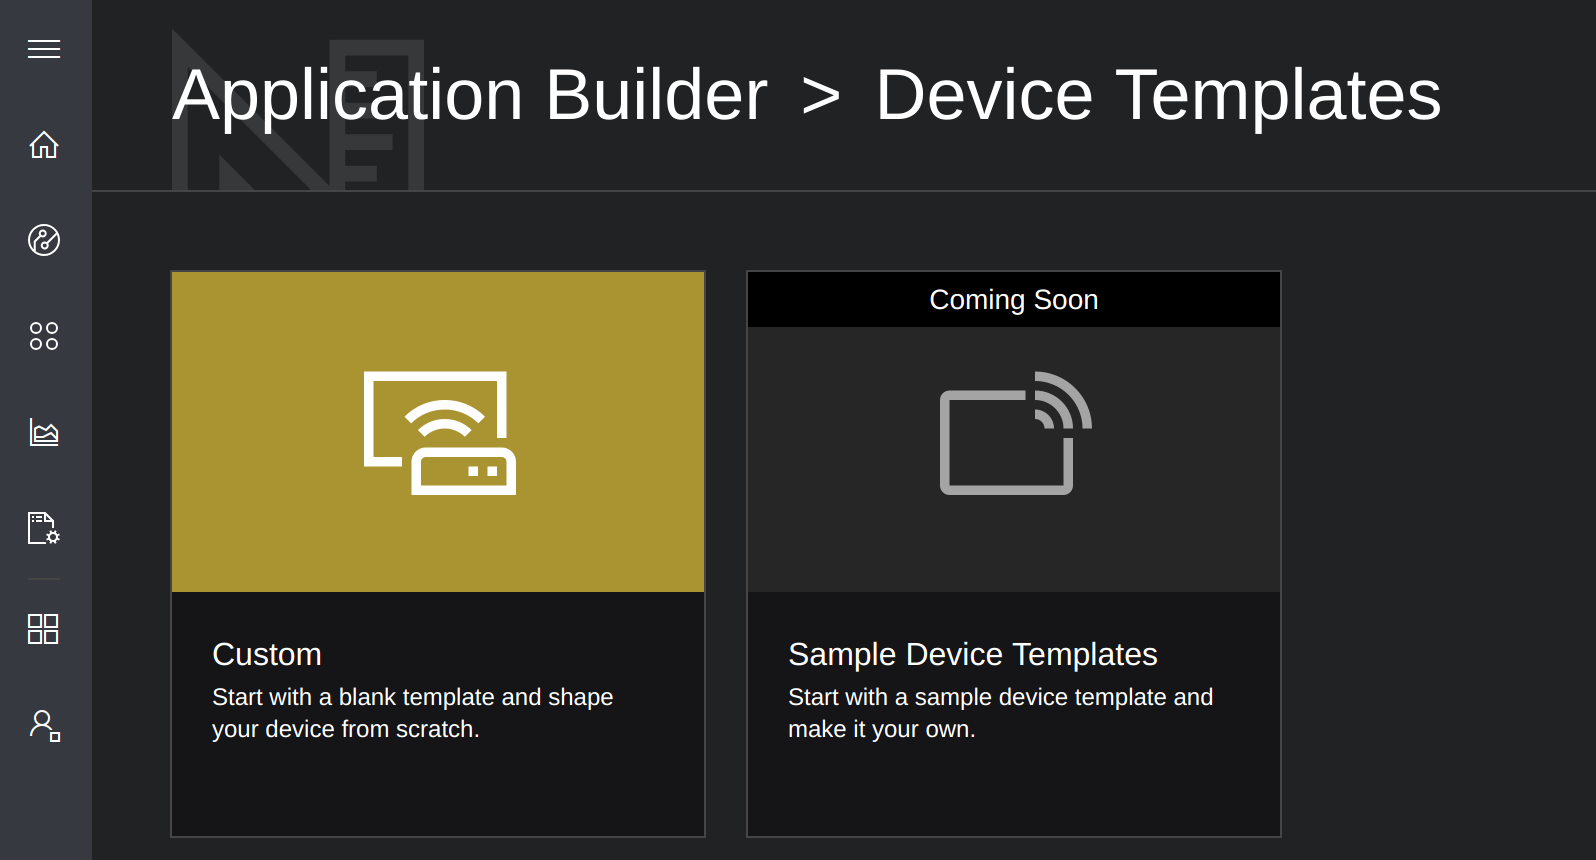 Application Builder > Device Templates
Coming Soon
Custom
Start with a blank template and shape
your device from scratch.
Sample Device Templates
Start with a sample device template and
make it your own.